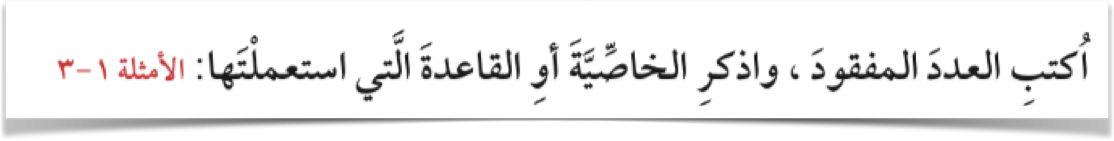 اُكتبِ العددَ المفقودَ ، واذكرِ الخاصِّيَّةَ أوِ القاعدةَ الَّتي استعملْتَها: الأمثلة ١-٣